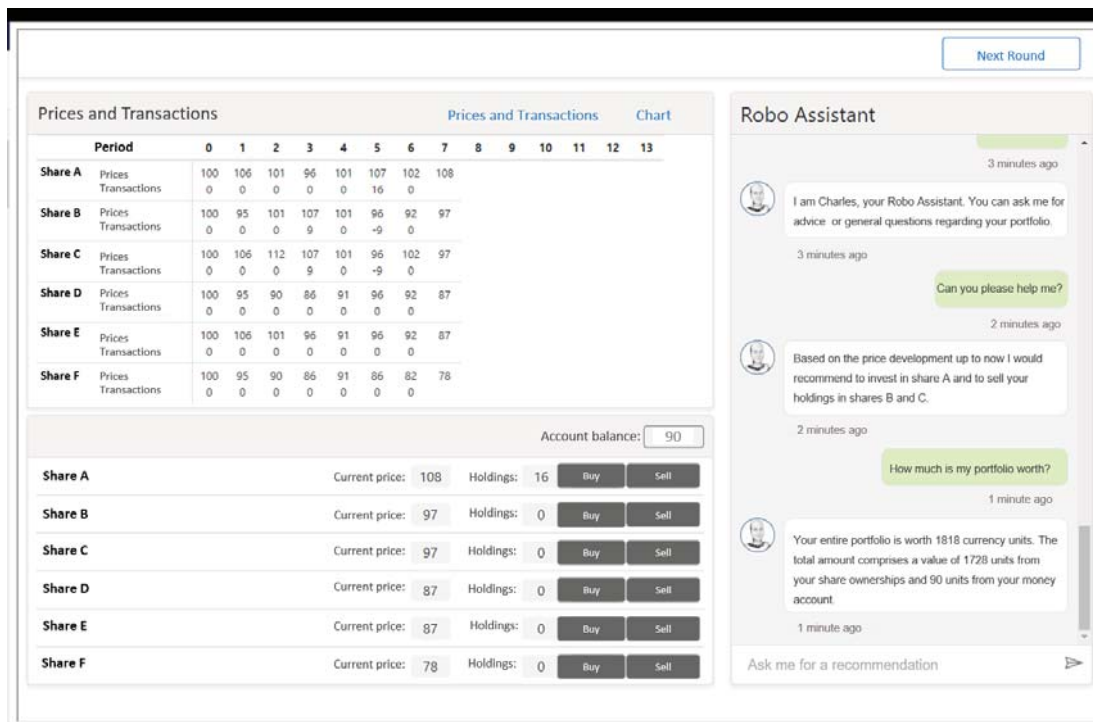 Next Round
Prices and Transactions Prices and Transactions Chart
Period 0 1 2 3 4 5 6 7 8 9 10 11 12 13
Share A Prices 100 106 101 96 101 107 102 108
Transactions 0 0 0 0 0 16 0
Share B Prices 100 95 101 107 101 96 92 97
Transactions 0 0 0 9 0 -9 0
Share C Prices 100 106 112 107 101 96 102 97
Transactions 0 0 0 9 0 -9 0
Share D Prices 100 95 90 86 91 96 92 87
Transactions 0 0 0 0 0 0 0
Share E Prices 100 106 101 96 91 96 92 87
Transactions 0 0 0 0 0 0 0
Share F Prices 100 95 90 86 91 86 82 78
Transactions 0 0 0 0 0 0 0
Account balance: 90
Share A Current price: 108 Holdings: 16 Buy Sell
Share B Current price: 97 Holdings: 0 Buy Sell
Share C Current price: 97 Holdings: 0 Buy Sell
Share D Current price: 87 Holdings: 0 Buy Sell
Share E Current price: 87 Holdings: 0 Buy Sell
Share F Current price: 78 Holdings: 0 Buy Sell
Robo Assistant
3 minutes ago
I am Charles, your Robo Assistant. You can ask me for
advice or general questions regarding your portfolio.
3 minutes ago
Can you please help me?
2 minutes ago
Based on the price development up to now I would
recommend to invest in share A and to sell your
holdings in shares B and C.
2 minutes ago
How much is my portfolio worth?
1 minute ago
Your entire portfolio is worth 1818 currency units. The
total amount comprises a value of 1728 units from
your share ownerships and 90 units from your money
account.
1 minute ago
Ask me for a recommendation